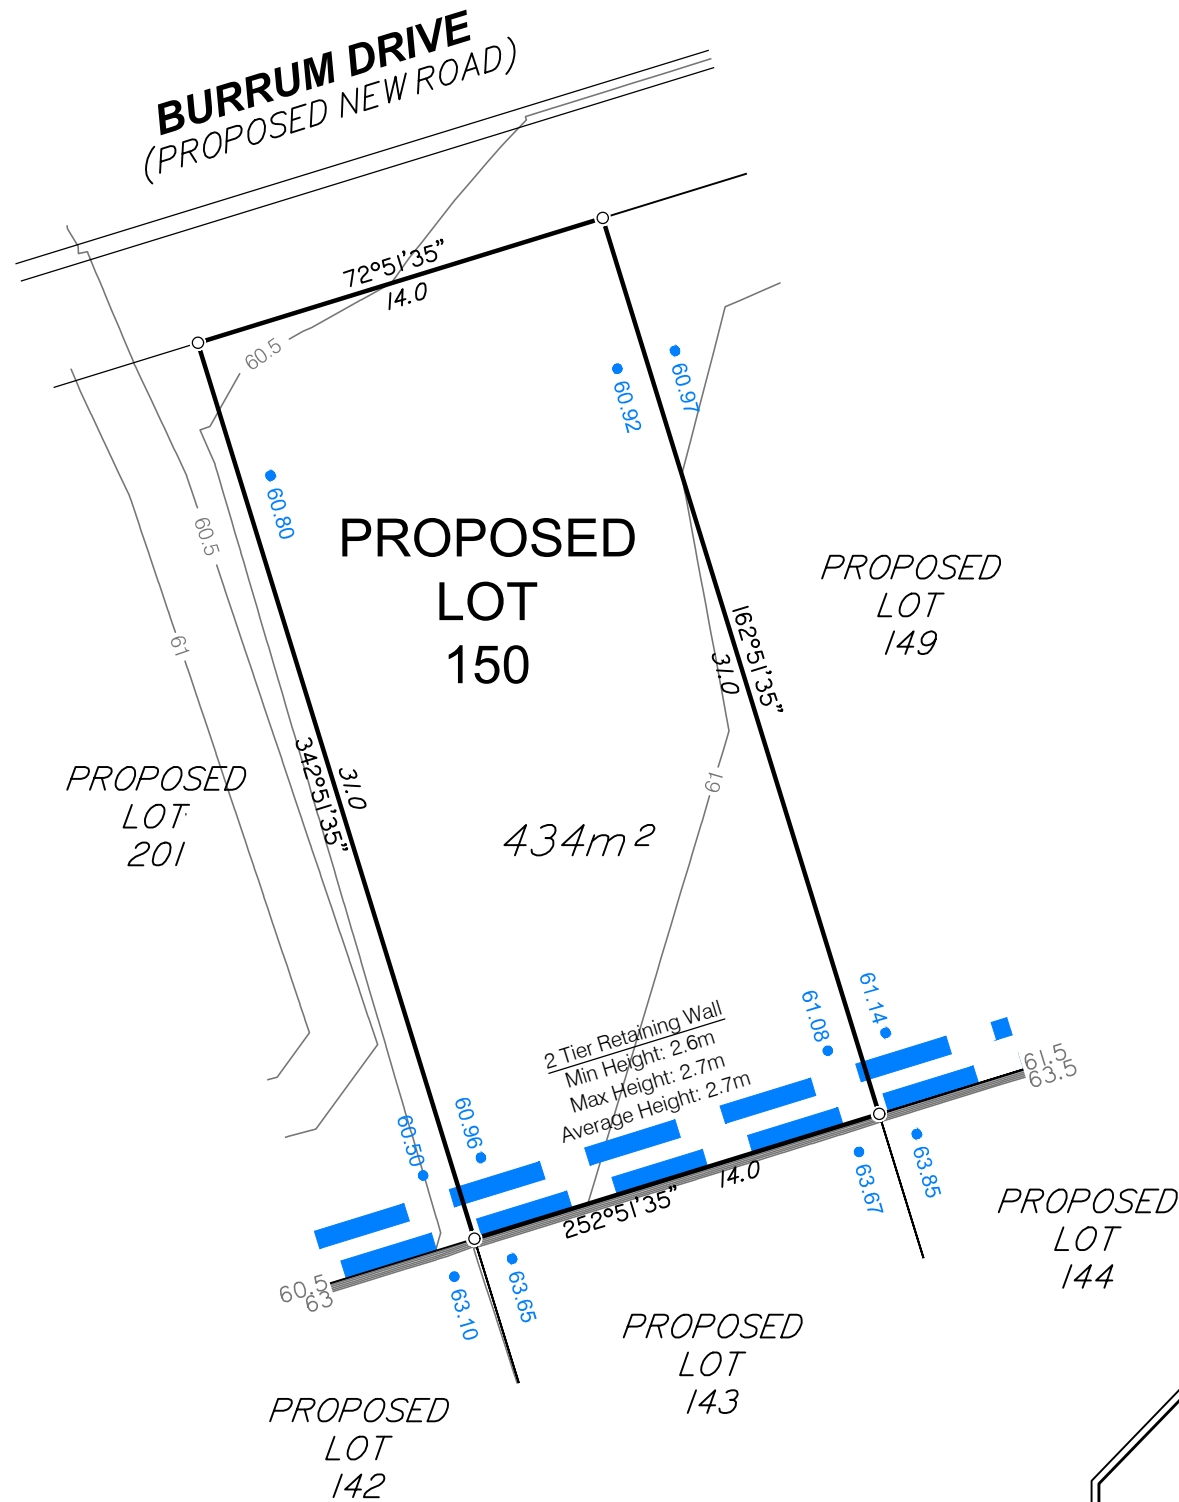 BURRUM DRIVE
(PROPOSED NEW ROAD)
72°51'35"
14.0
60.5
60.97
60.92
60.80
60.5
PROPOSED
LOT
150
PROPOSED
LOT
149
61
162°51'35"
31.0
342°51'35"
31.0
PROPOSED
LOT
201
61
434m²
61.14
61.08
2 Tier Retaining Wall
Min Height: 2.6m
Max Height: 2.7m
Average Height: 2.7m
61.5
63.5
60.96
60.50
252°51'35"
14.0
63.85
63.67
60.5
63
63.65
63.10
PROPOSED
LOT
144
PROPOSED
LOT
143
PROPOSED
LOT
142